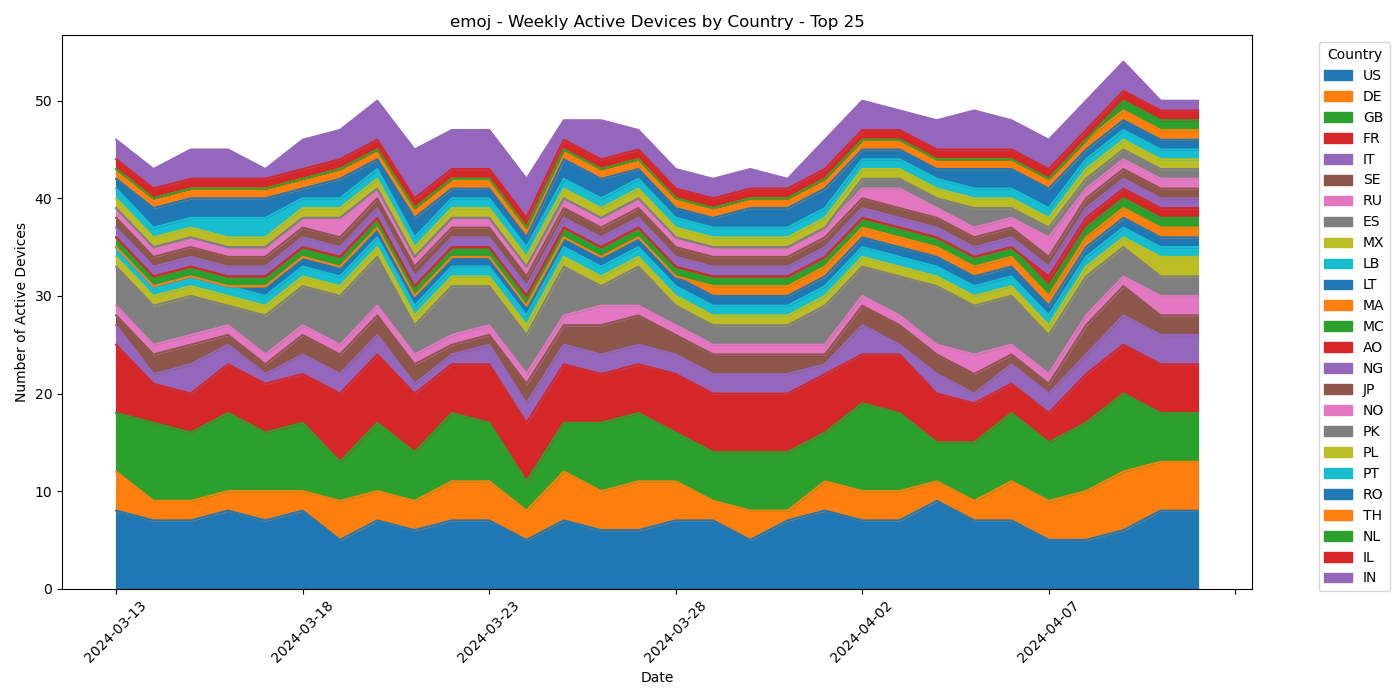 emoj - Weekly Active Devices by Country - Top 25
Number of Active Devices
50
40
30
20
10
0
2024-03-13
2024-03-18
2024-03-23
2024-03-28
2024-04-02
2024-04-07
Date
Country
US
DE
GB
FR
IT
SE
RU
ES
MX
LB
LT
MA
MC
AO
NG
JP
NO
PK
PL
PT
RO
TH
NL
IL
IN